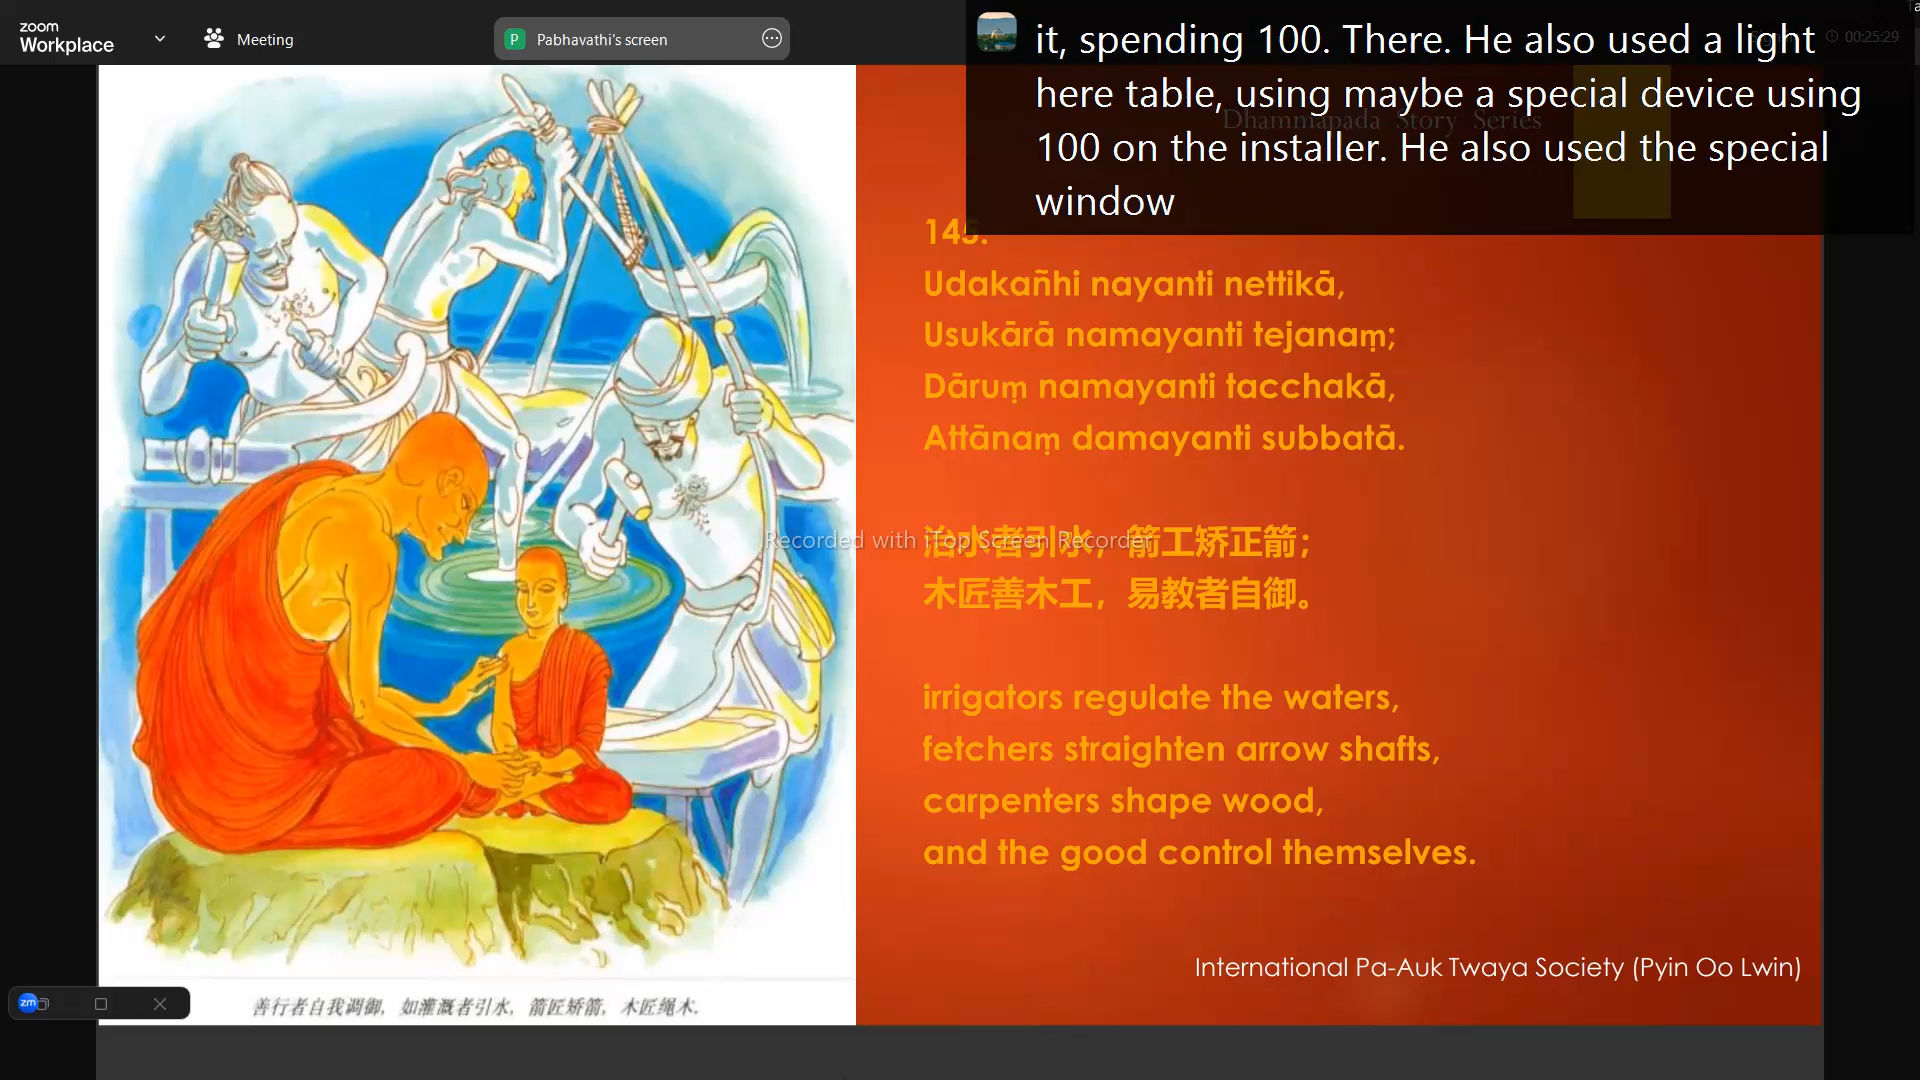 zoom
Workplace
Meeting
P Pabhavathi's screen
it, spending 100. There. He also used a light
here table, using maybe a special device using
100 on the installer. He also used the special
window
00:25:29
Dhammapada Story Series
145.
Udakañhi nayanti nettikā,
Usukārā namayanti tejanaṃ;
Dāruṃ namayanti tacchakā,
Attānaṃ damayanti subbatā.
治水者引水，箭工矫正箭；
Recorded with iTop Screen Recorder
木匠善木工，易教者自御。
irrigators regulate the waters,
fetchers straighten arrow shafts,
carpenters shape wood,
and the good control themselves.
International Pa-Auk Twaya Society (Pyin Oo Lwin)
zm
善行者自我调御，如灌溉者引水，箭匠矫箭，木匠绳木.